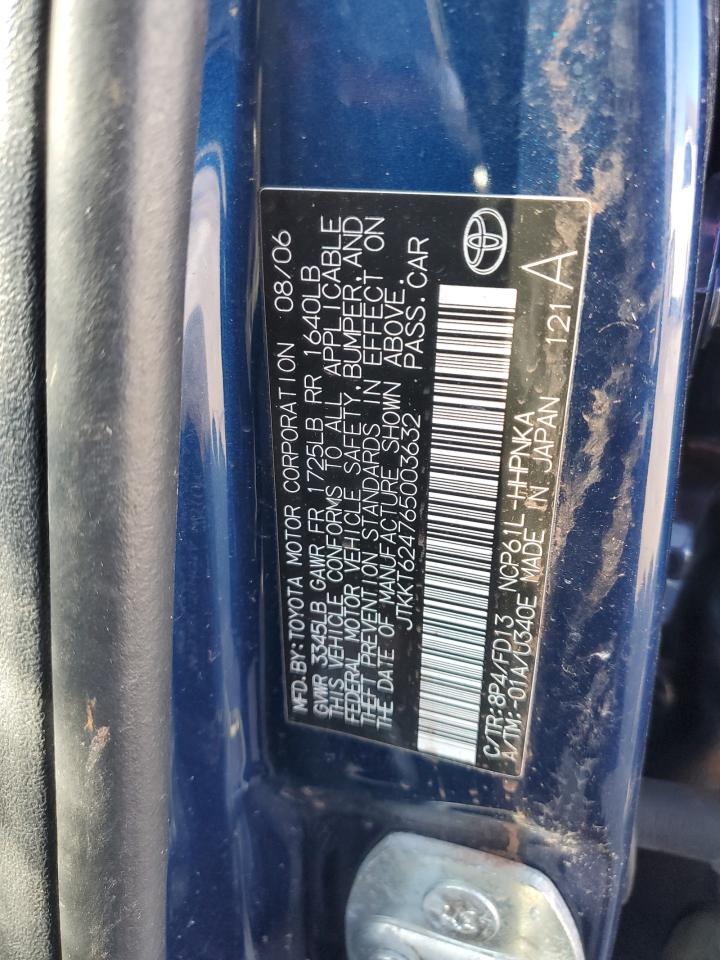 MFD. BY: TOYOTA MOTOR CORPORATION 08/06
GVWR 3345LB GAWR FR 1725LB RR 1640LB
THIS VEHICLE CONFORMS TO ALL APPLICABLE
FEDERAL MOTOR VEHICLE SAFETY, BUMPER, AND
THEFT PREVENTION STANDARDS IN EFFECT ON
THE DATE OF MANUFACTURE SHOWN ABOVE.
JTKKT624765003632 PASS. CAR
C/TR: 8P4/FD13 NCP61L-HHPNKA
A/TM: -01A/U340E MADE IN JAPAN 121 A